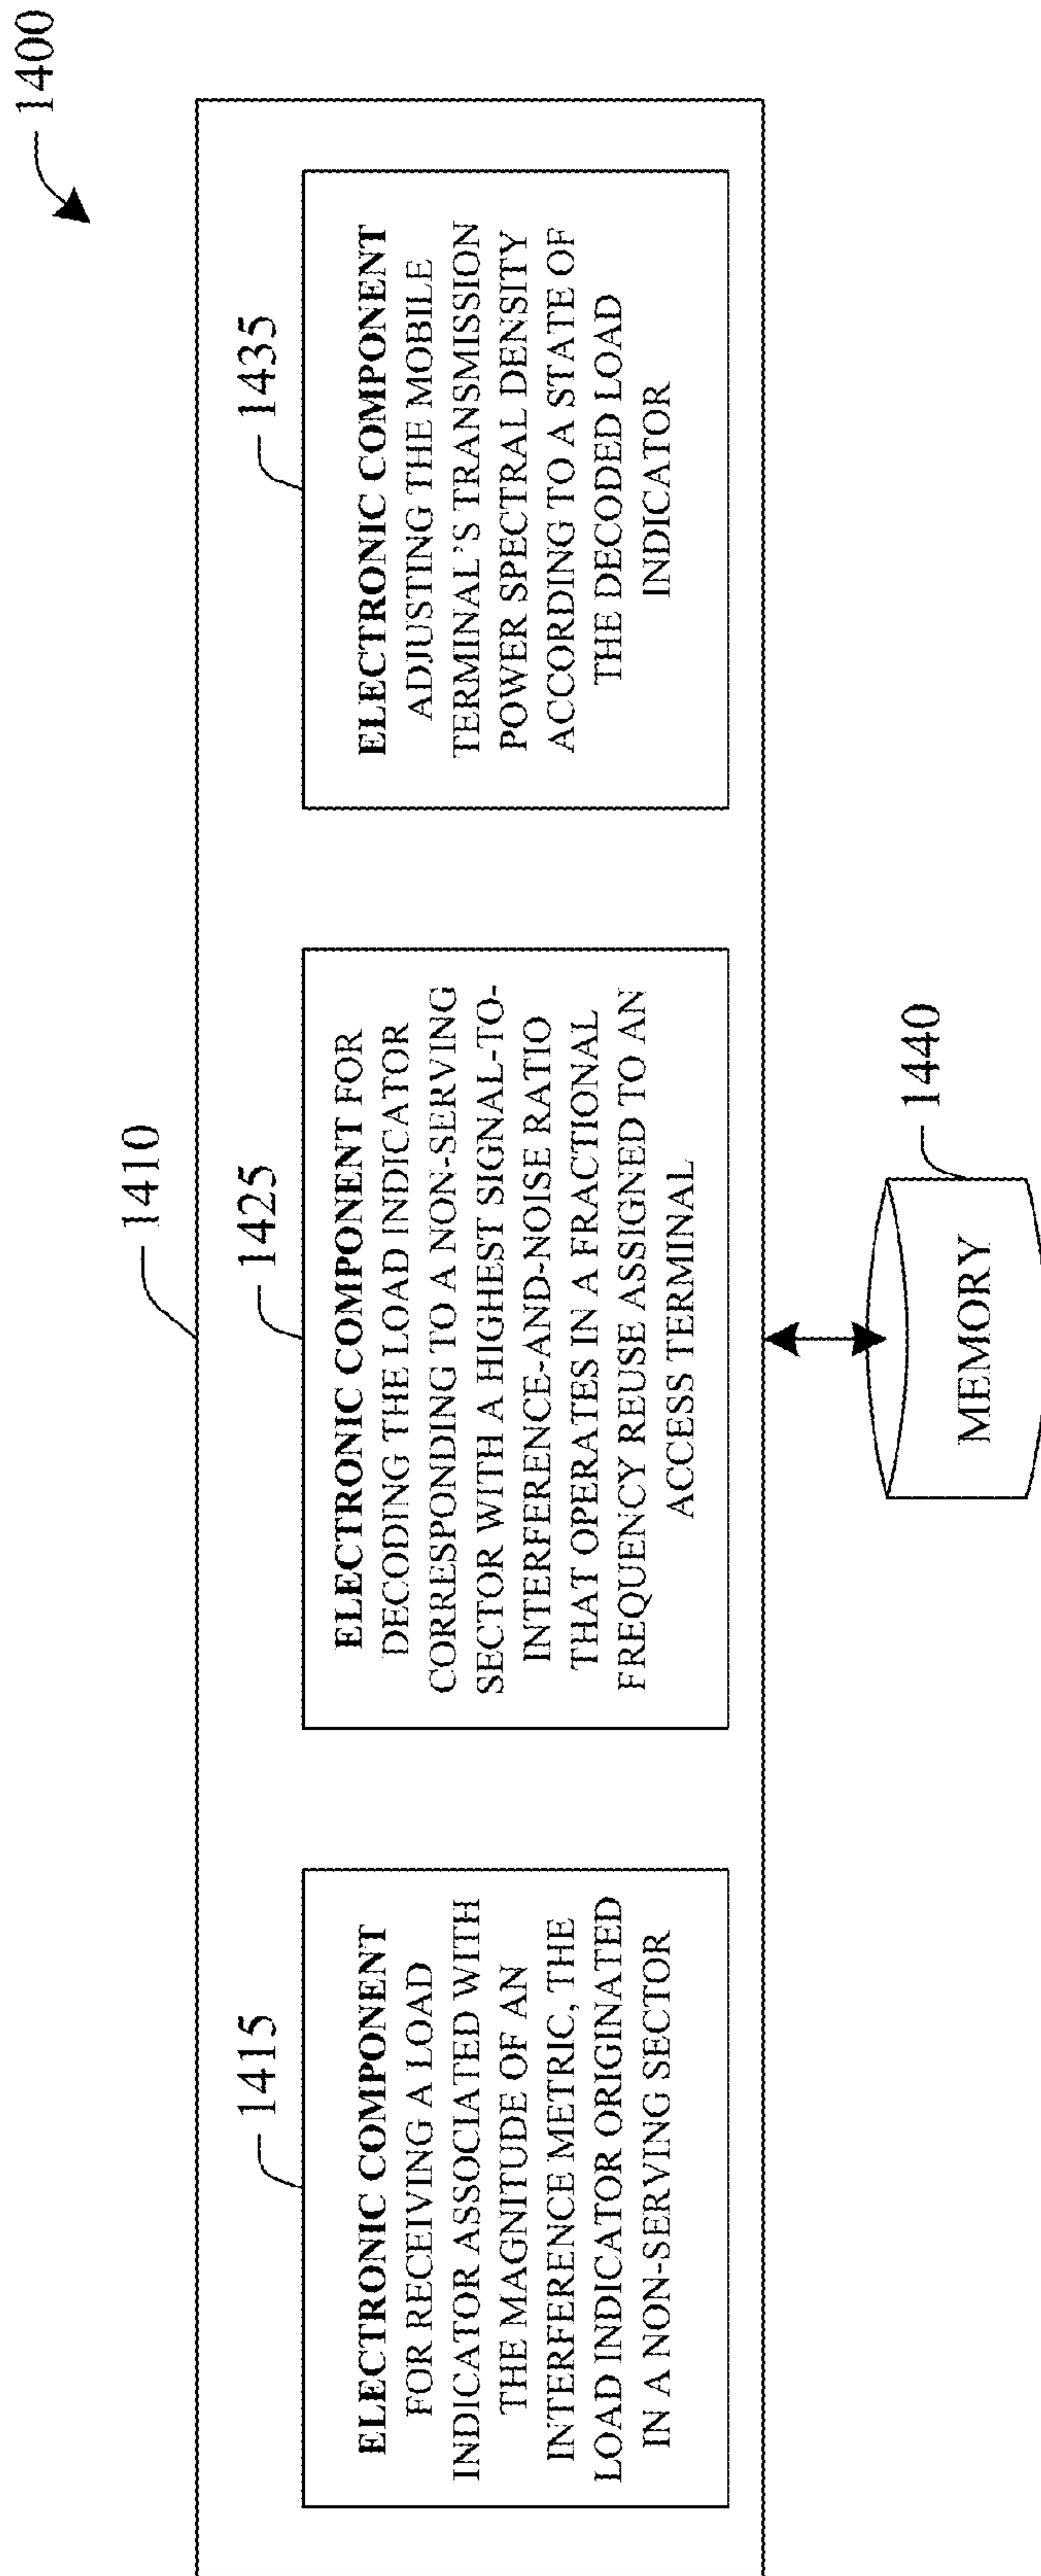 1400
1410
1415
ELECTRONIC COMPONENT
FOR RECEIVING A LOAD
INDICATOR ASSOCIATED WITH
THE MAGNITUDE OF AN
INTERFERENCE METRIC, THE
LOAD INDICATOR ORIGINATED
IN A NON-SERVING SECTOR
1425
ELECTRONIC COMPONENT FOR
DECODING THE LOAD INDICATOR
CORRESPONDING TO A NON-SERVING
SECTOR WITH A HIGHEST SIGNAL-TO-
INTERFERENCE-AND-NOISE RATIO
THAT OPERATES IN A FRACTIONAL
FREQUENCY REUSE ASSIGNED TO AN
ACCESS TERMINAL
1435
ELECTRONIC COMPONENT
ADJUSTING THE MOBILE
TERMINAL'S TRANSMISSION
POWER SPECTRAL DENSITY
ACCORDING TO A STATE OF
THE DECODED LOAD
INDICATOR
1440
MEMORY